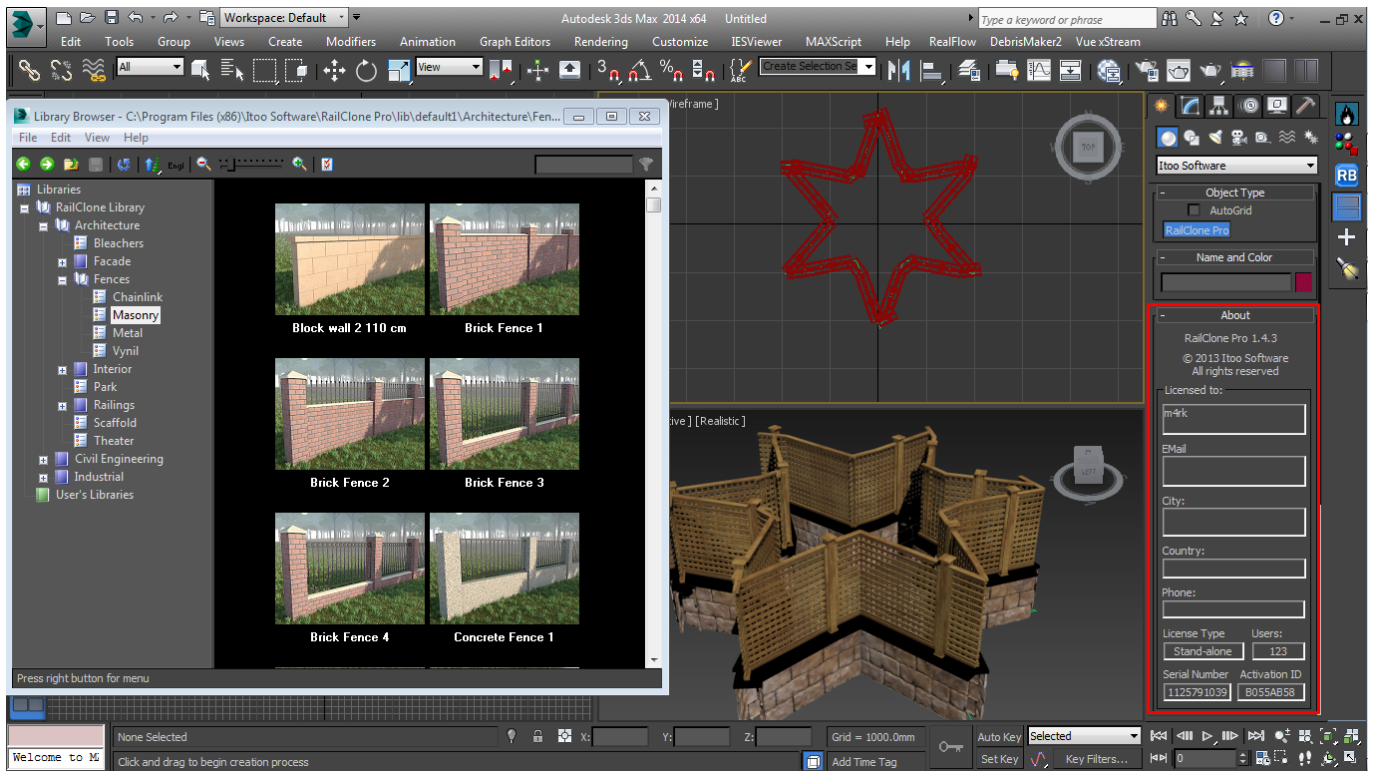 Workspace: Default
Autodesk 3ds Max 2014 x64 Untitled
Type a keyword or phrase
Edit Tools Group Views Create Modifiers Animation Graph Editors Rendering Customize IESViewer MAXScript Help RealFlow DebrisMaker2 Vue xStream
All
View
3
%
ABC
Create Selection Se
Library Browser - C:\Program Files (x86)\Itoo Software\RailClone Pro\lib\default1\Architecture\Fen...
File Edit View Help
Engl
Libraries
RailClone Library
Architecture
Bleachers
Facade
Fences
Chainlink
Masonry
Metal
Vynil
Interior
Park
Railings
Scaffold
Theater
Civil Engineering
Industrial
User's Libraries
Block wall 2 110 cm
Brick Fence 1
Brick Fence 2
Brick Fence 3
Brick Fence 4
Concrete Fence 1
Press right button for menu
TOP
[Realistic ]
LEFT
Itoo Software
Object Type
AutoGrid
RailClone Pro
Name and Color
About
RailClone Pro 1.4.3
© 2013 Itoo Software
All rights reserved
Licensed to:
m4rk
EMail
City:
Country:
Phone:
License Type Users:
Stand-alone 123
Serial Number Activation ID
1125791039 B055AB58
RB
None Selected
X: Y: Z:
Grid = 1000.0mm
Auto Key
Selected
Welcome to M
Click and drag to begin creation process
Add Time Tag
Set Key
Key Filters...
0